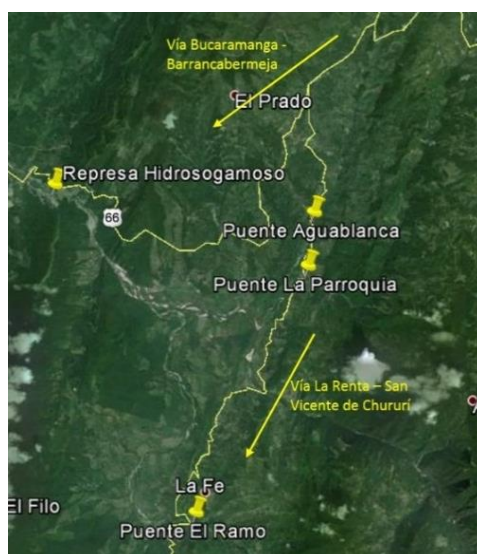 Vía Bucaramanga -
Barrancabermeja
El Prado
Represa Hidrosogamoso
66
Puente Aguablanca
Puente La Parroquia
Vía La Renta – San
Vicente de Chururí
La Fe
El Filo
Puente El Ramo